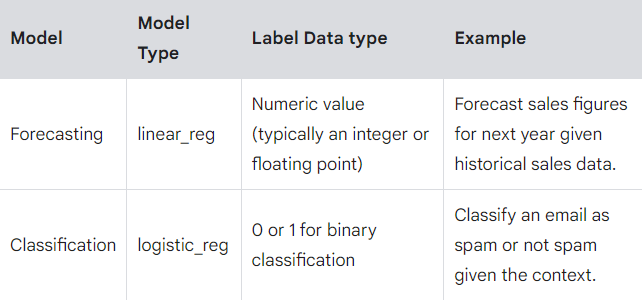 Model
Model
Type
Label Data type
Example
Forecasting
linear_reg
Numeric value
(typically an integer or
floating point)
Forecast sales figures
for next year given
historical sales data.
Classification
logistic_reg
0 or 1 for binary
classification
Classify an email as
spam or not spam
given the context.